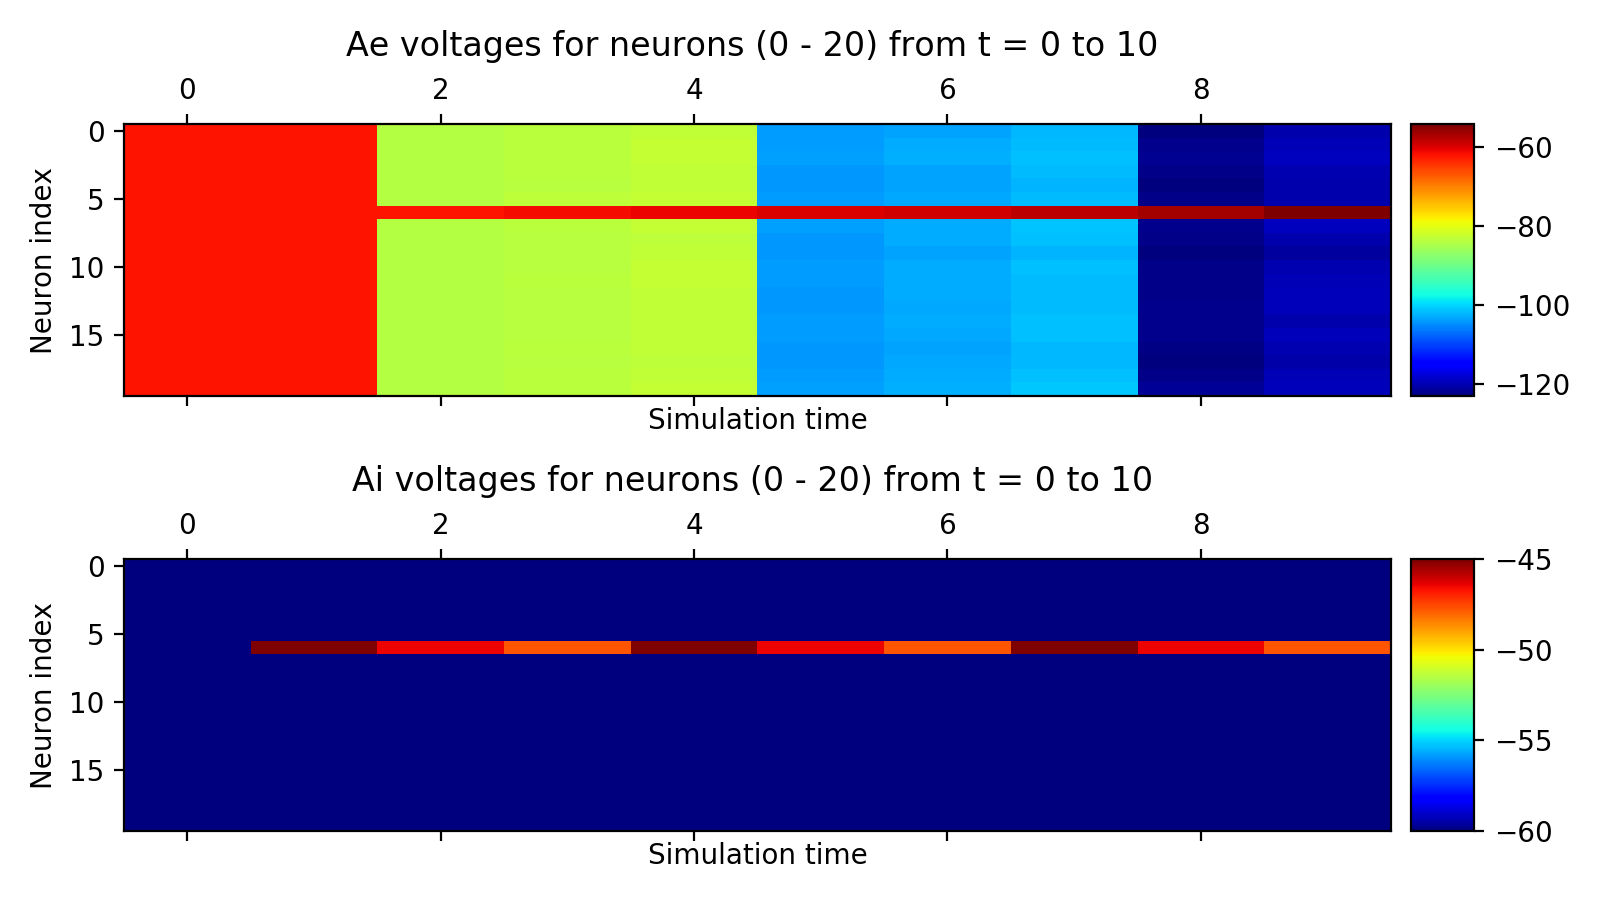 Ae voltages for neurons (0 - 20) from t = 0 to 10
0 2 4 6 8
Neuron index
0
5
10
15
−60
−80
−100
−120
Simulation time
Ai voltages for neurons (0 - 20) from t = 0 to 10
0 2 4 6 8
Neuron index
0
5
10
15
−45
−50
−55
−60
Simulation time